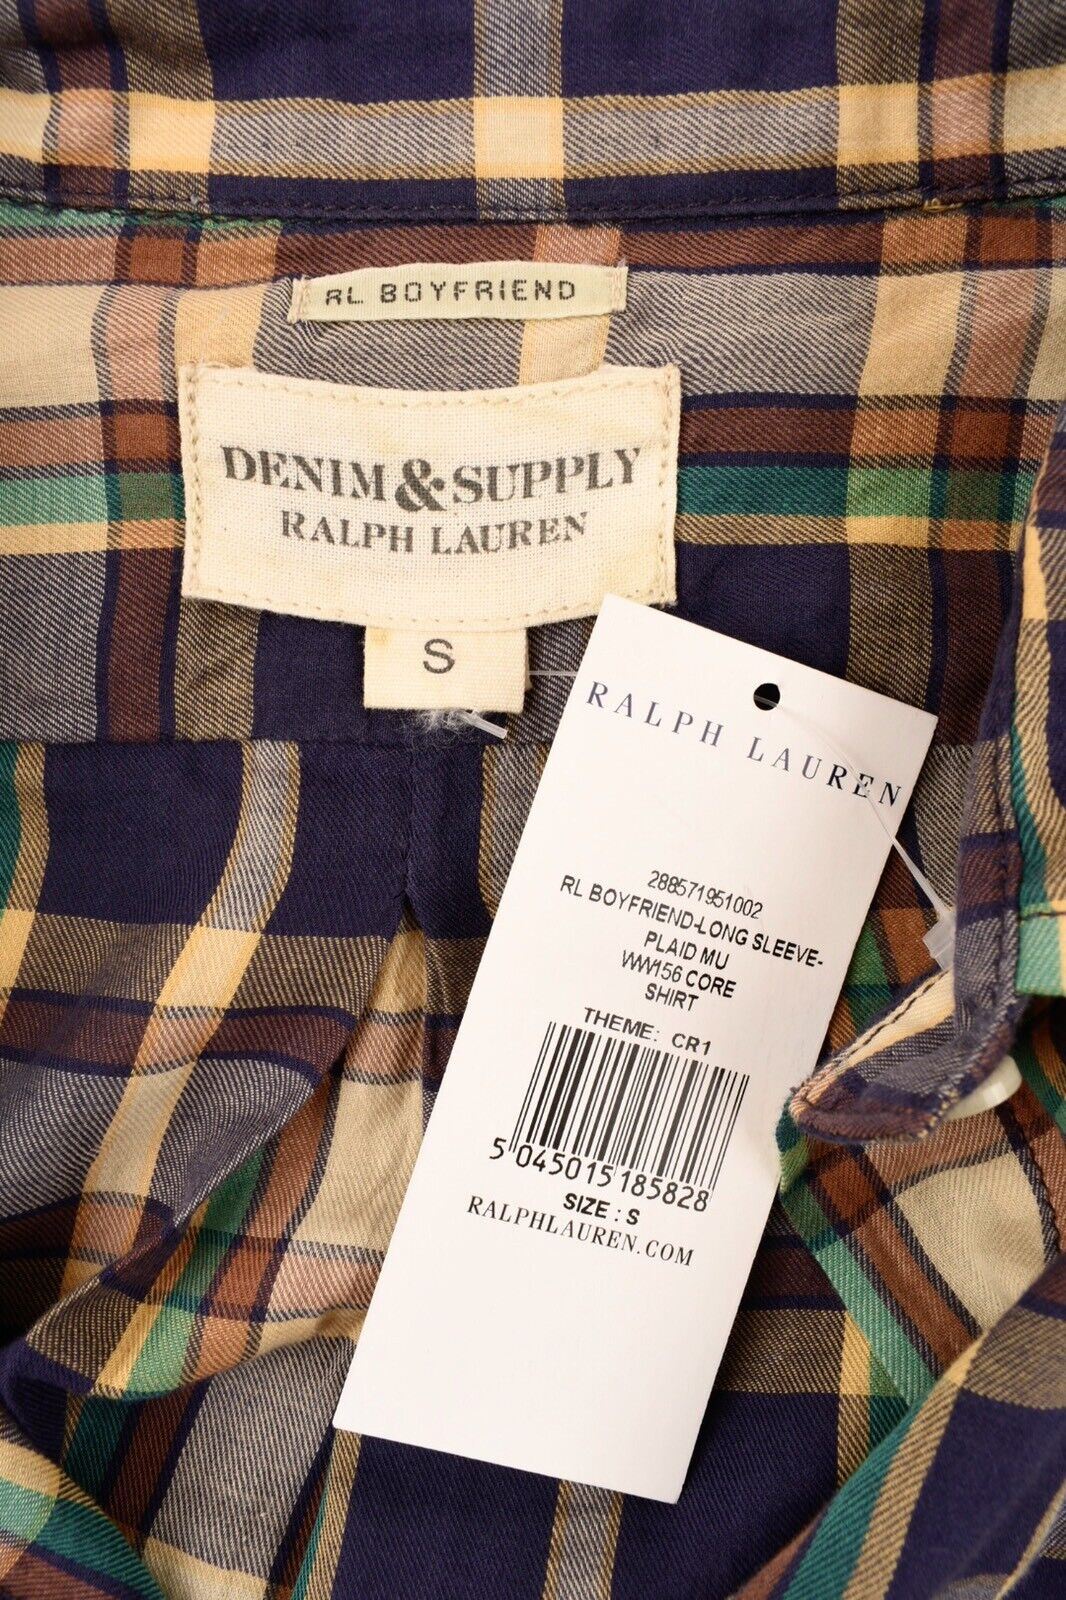 RL BOYFRIEND
DENIM & SUPPLY
RALPH LAUREN
S
RALPH LAUREN
288571951002
RL BOYFRIEND-LONG SLEEVE-
PLAID MU
WW156 CORE
SHIRT
THEME: CR1
5 045015 185828
SIZE : S
RALPHLAUREN.COM